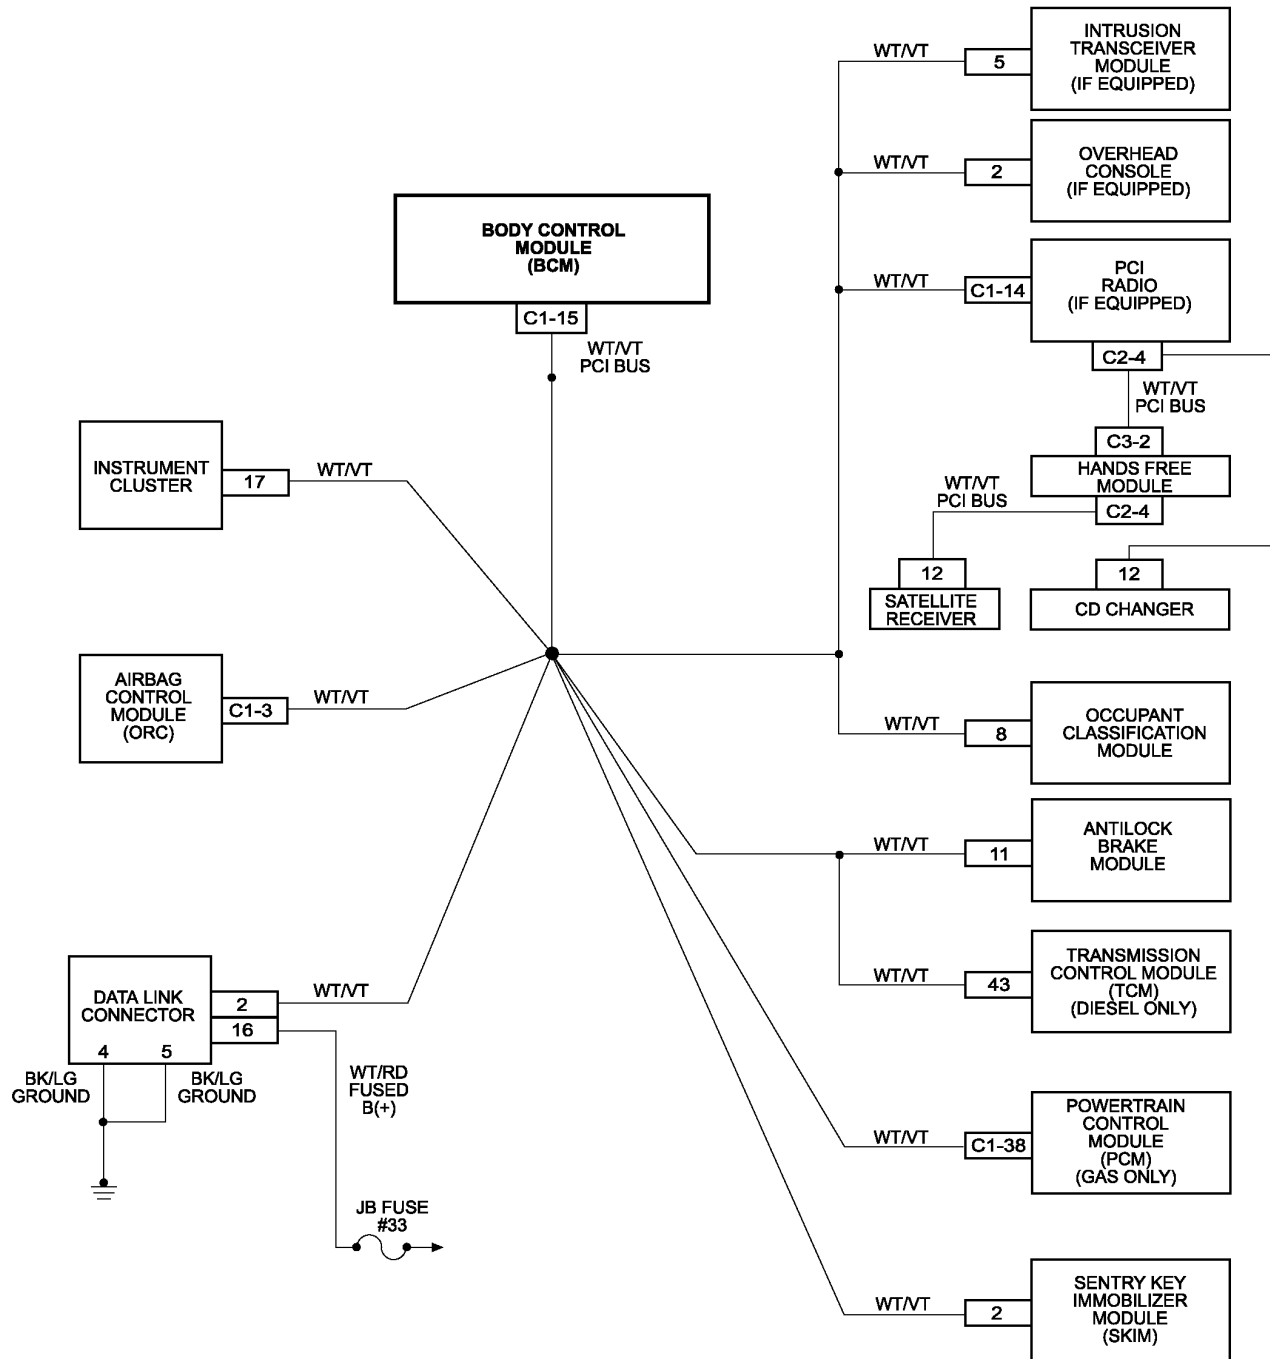 INTRUSION
TRANSCEIVER
MODULE
(IF EQUIPPED)
WT/VT
5
OVERHEAD
CONSOLE
(IF EQUIPPED)
WT/VT
2
BODY CONTROL
MODULE
(BCM)
C1-15
WT/VT
PCI BUS
PCI
RADIO
(IF EQUIPPED)
WT/VT
C1-14
C2-4
WT/VT
PCI BUS
C3-2
HANDS FREE
MODULE
C2-4
WT/VT
PCI BUS
12
SATELLITE
RECEIVER
12
CD CHANGER
INSTRUMENT
CLUSTER
17
WT/VT
AIRBAG
CONTROL
MODULE
(ORC)
C1-3
WT/VT
WT/VT
8
OCCUPANT
CLASSIFICATION
MODULE
WT/VT
11
ANTILOCK
BRAKE
MODULE
WT/VT
43
TRANSMISSION
CONTROL MODULE
(TCM)
(DIESEL ONLY)
DATA LINK
CONNECTOR
2
16
4
5
WT/VT
BK/LG
GROUND
BK/LG
GROUND
WT/RD
FUSED
B(+)
JB FUSE
#33
WT/VT
C1-38
POWERTRAIN
CONTROL
MODULE
(PCM)
(GAS ONLY)
WT/VT
2
SENTRY KEY
IMMOBILIZER
MODULE
(SKIM)